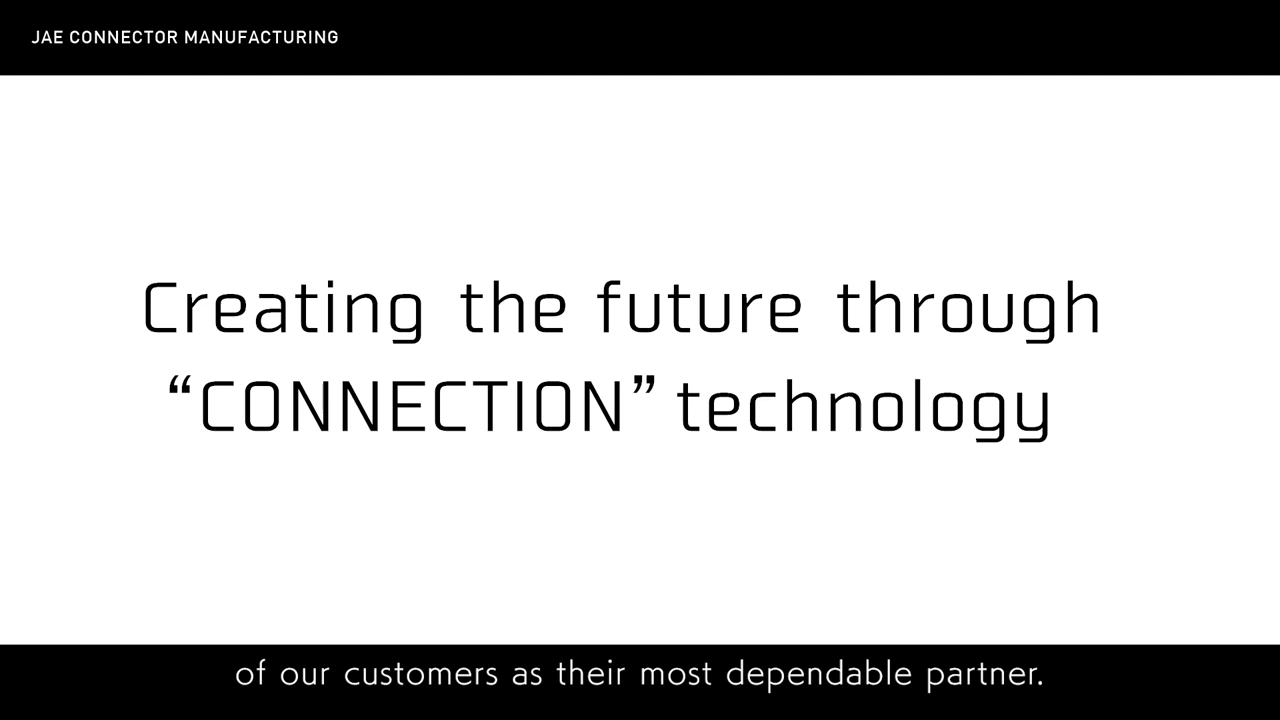 JAE CONNECTOR MANUFACTURING
Creating the future through
“CONNECTION” technology
of our customers as their most dependable partner.